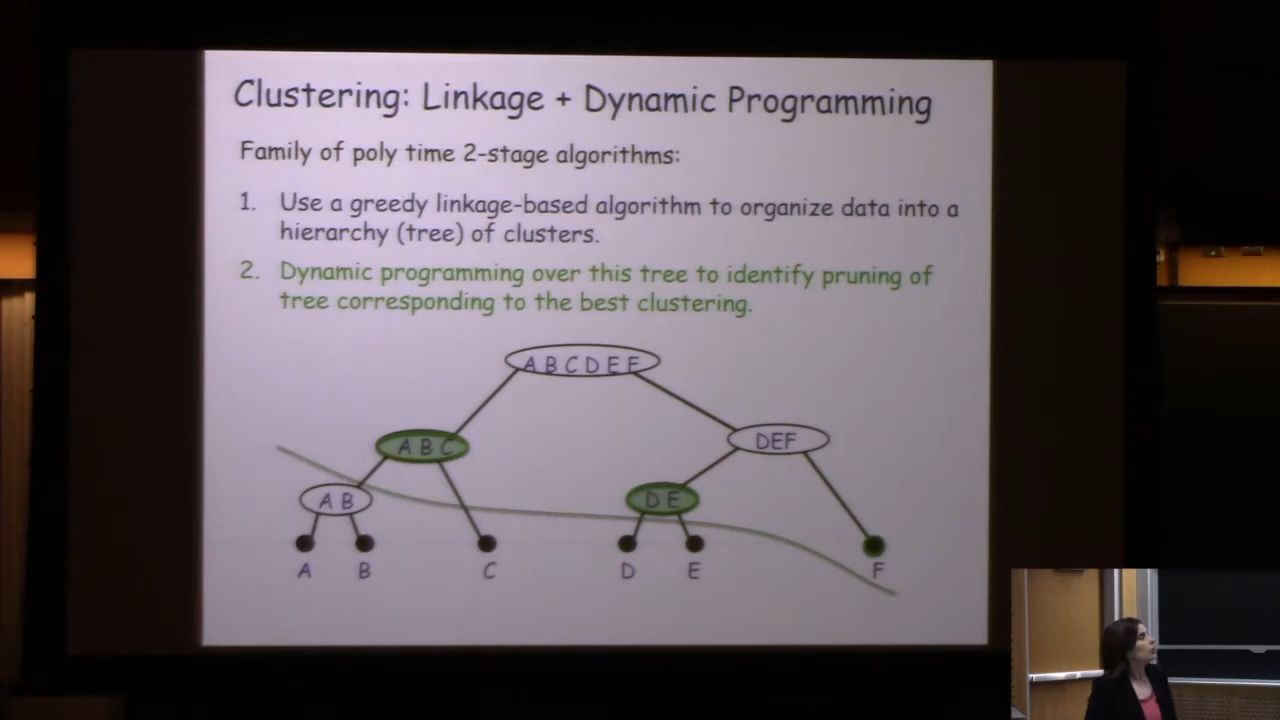 Clustering: Linkage + Dynamic Programming
Family of poly time 2-stage algorithms:
1. Use a greedy linkage-based algorithm to organize data into a
hierarchy (tree) of clusters.
2. Dynamic programming over this tree to identify pruning of
tree corresponding to the best clustering.
A B C D E F
A B C
DEF
A B
D E
A B C D E F